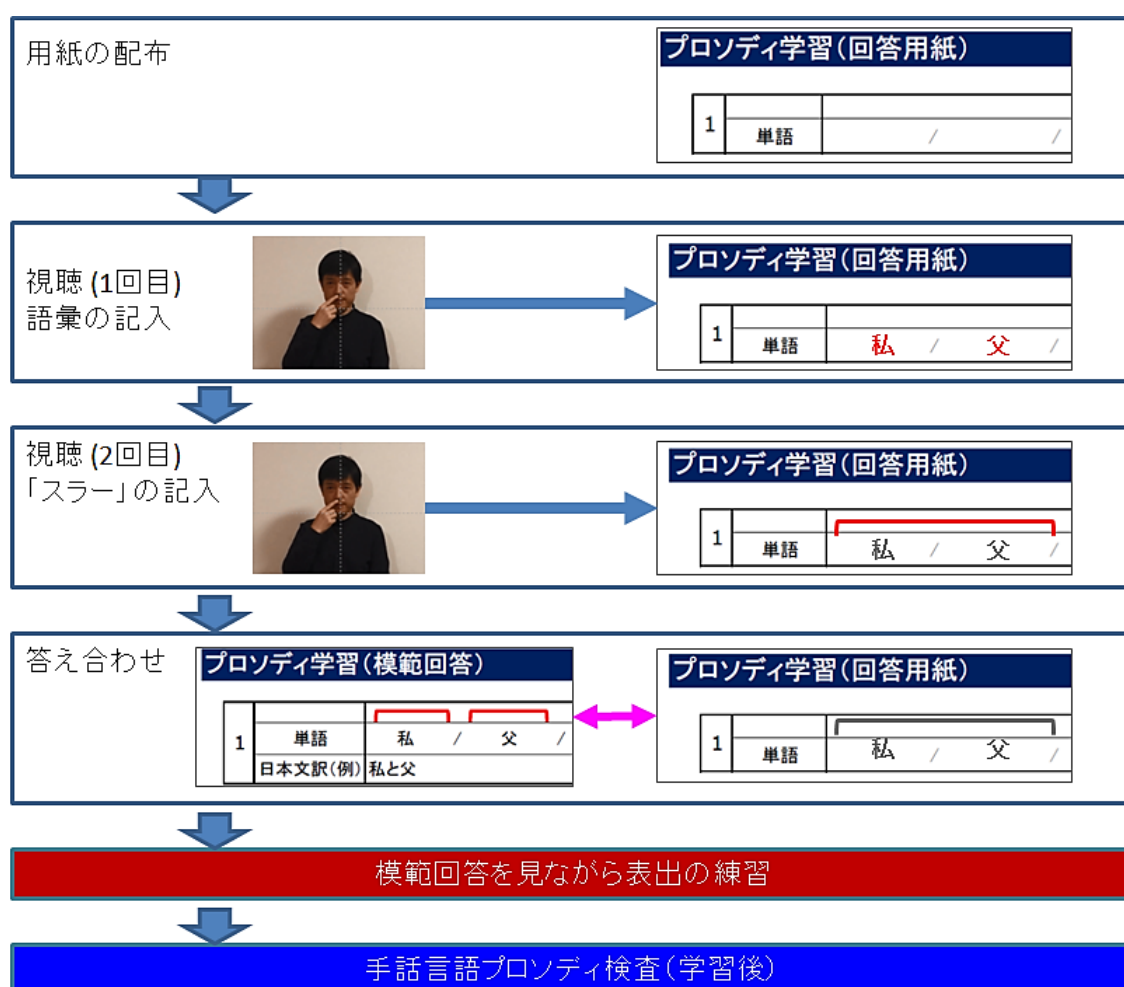 用紙の配布
プロソディ学習(回答用紙)
1
単語 / /
視聴 (1回目)
語彙の記入
プロソディ学習(回答用紙)
1
単語 私 / 父 /
視聴 (2回目)
「スラー」の記入
プロソディ学習(回答用紙)
1
単語 私 / 父 /
答え合わせ
プロソディ学習(模範回答)
1
単語 私 / 父 /
日本文訳(例) 私と父
プロソディ学習(回答用紙)
1
単語 私 / 父 /
模範回答を見ながら表出の練習
手話言語プロソディ検査(学習後)